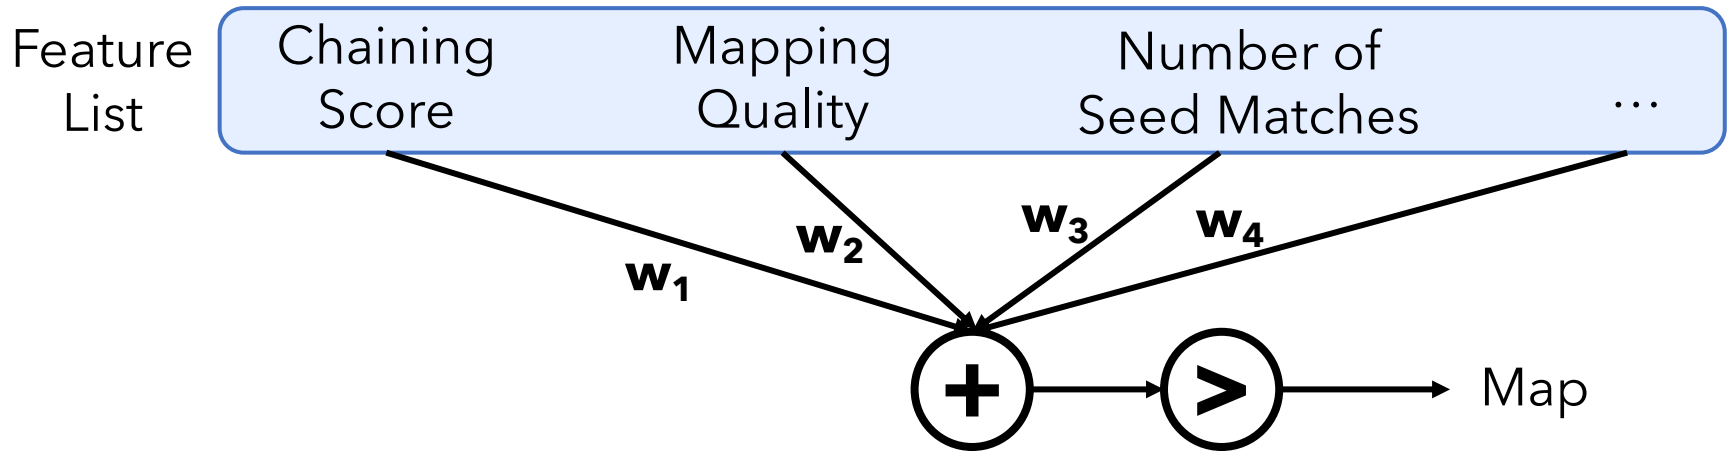 Feature
List
Chaining
Score
Mapping
Quality
Number of
Seed Matches
...
w1
w2
w3
w4
+
>
Map